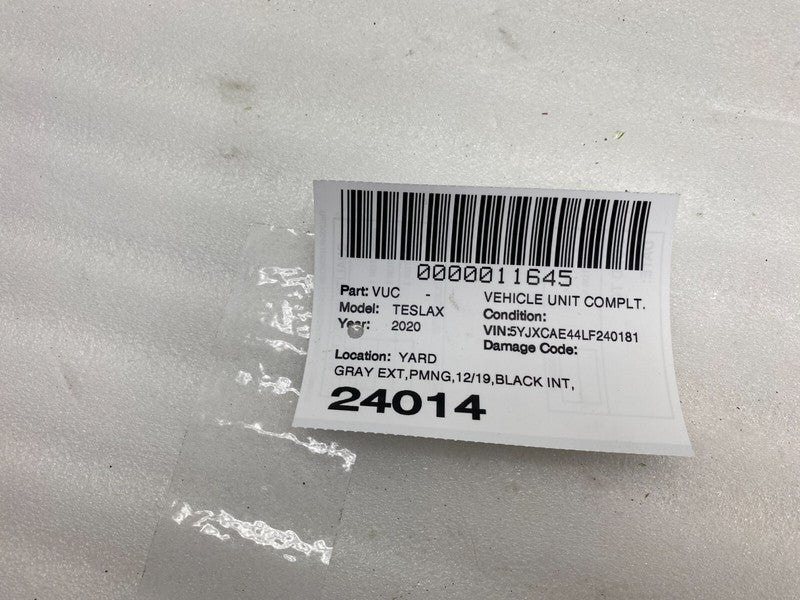 0000011645
Part: VUC - VEHICLE UNIT COMPLT.
Model: TESLAX Condition:
Year: 2020 VIN:5YJXCAE44LF240181
Damage Code:
Location: YARD
GRAY EXT,PMNG,12/19,BLACK INT,
24014